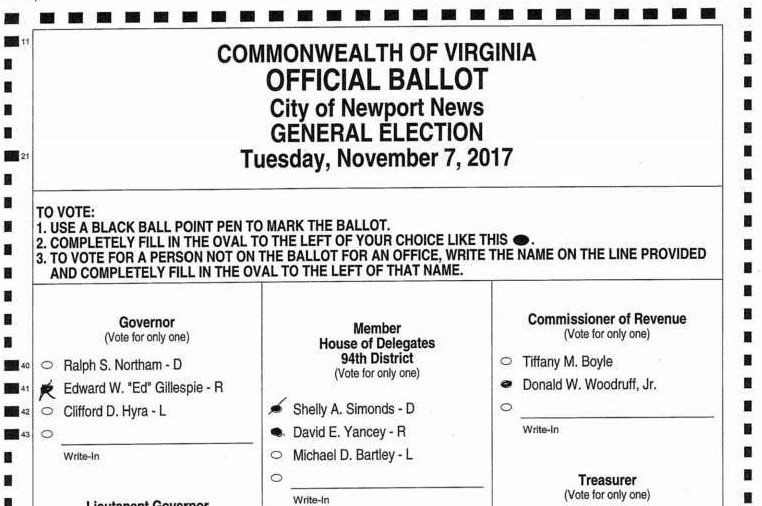 COMMONWEALTH OF VIRGINIA
OFFICIAL BALLOT
City of Newport News
GENERAL ELECTION
Tuesday, November 7, 2017
11
21
TO VOTE:
1. USE A BLACK BALL POINT PEN TO MARK THE BALLOT.
2. COMPLETELY FILL IN THE OVAL TO THE LEFT OF YOUR CHOICE LIKE THIS .
3. TO VOTE FOR A PERSON NOT ON THE BALLOT FOR AN OFFICE, WRITE THE NAME ON THE LINE PROVIDED
AND COMPLETELY FILL IN THE OVAL TO THE LEFT OF THAT NAME.
Governor
(Vote for only one)
40 Ralph S. Northam - D
41 Edward W. "Ed" Gillespie - R
42 Clifford D. Hyra - L
43
Write-In
Lieutenant Governor
Member
House of Delegates
94th District
(Vote for only one)
Shelly A. Simonds - D
David E. Yancey - R
Michael D. Bartley - L
Write-In
Commissioner of Revenue
(Vote for only one)
Tiffany M. Boyle
Donald W. Woodruff, Jr.
Write-In
Treasurer
(Vote for only one)